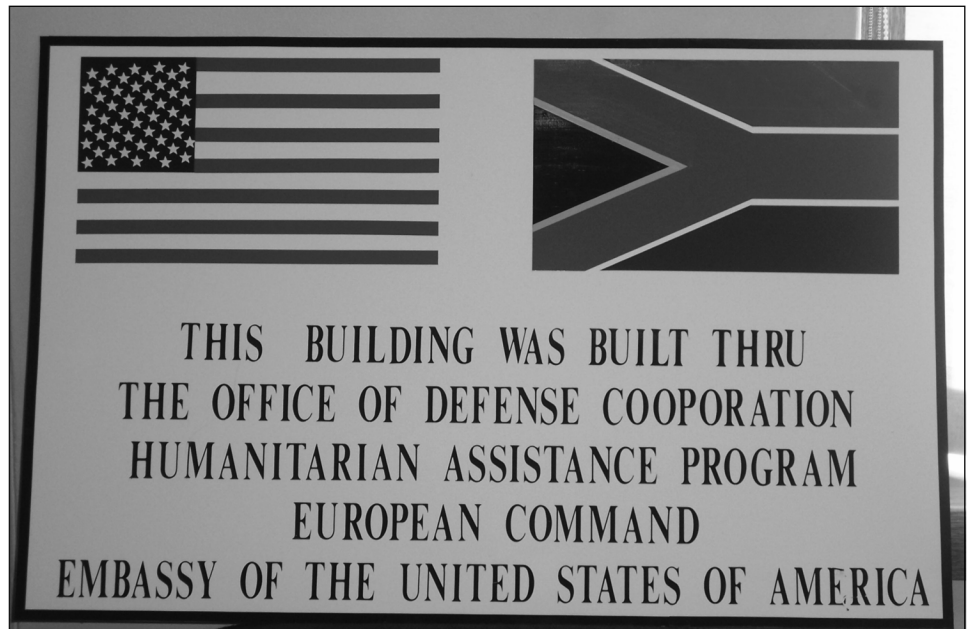 THIS BUILDING WAS BUILT THRU
THE OFFICE OF DEFENSE COOPORATION
HUMANITARIAN ASSISTANCE PROGRAM
EUROPEAN COMMAND
EMBASSY OF THE UNITED STATES OF AMERICA